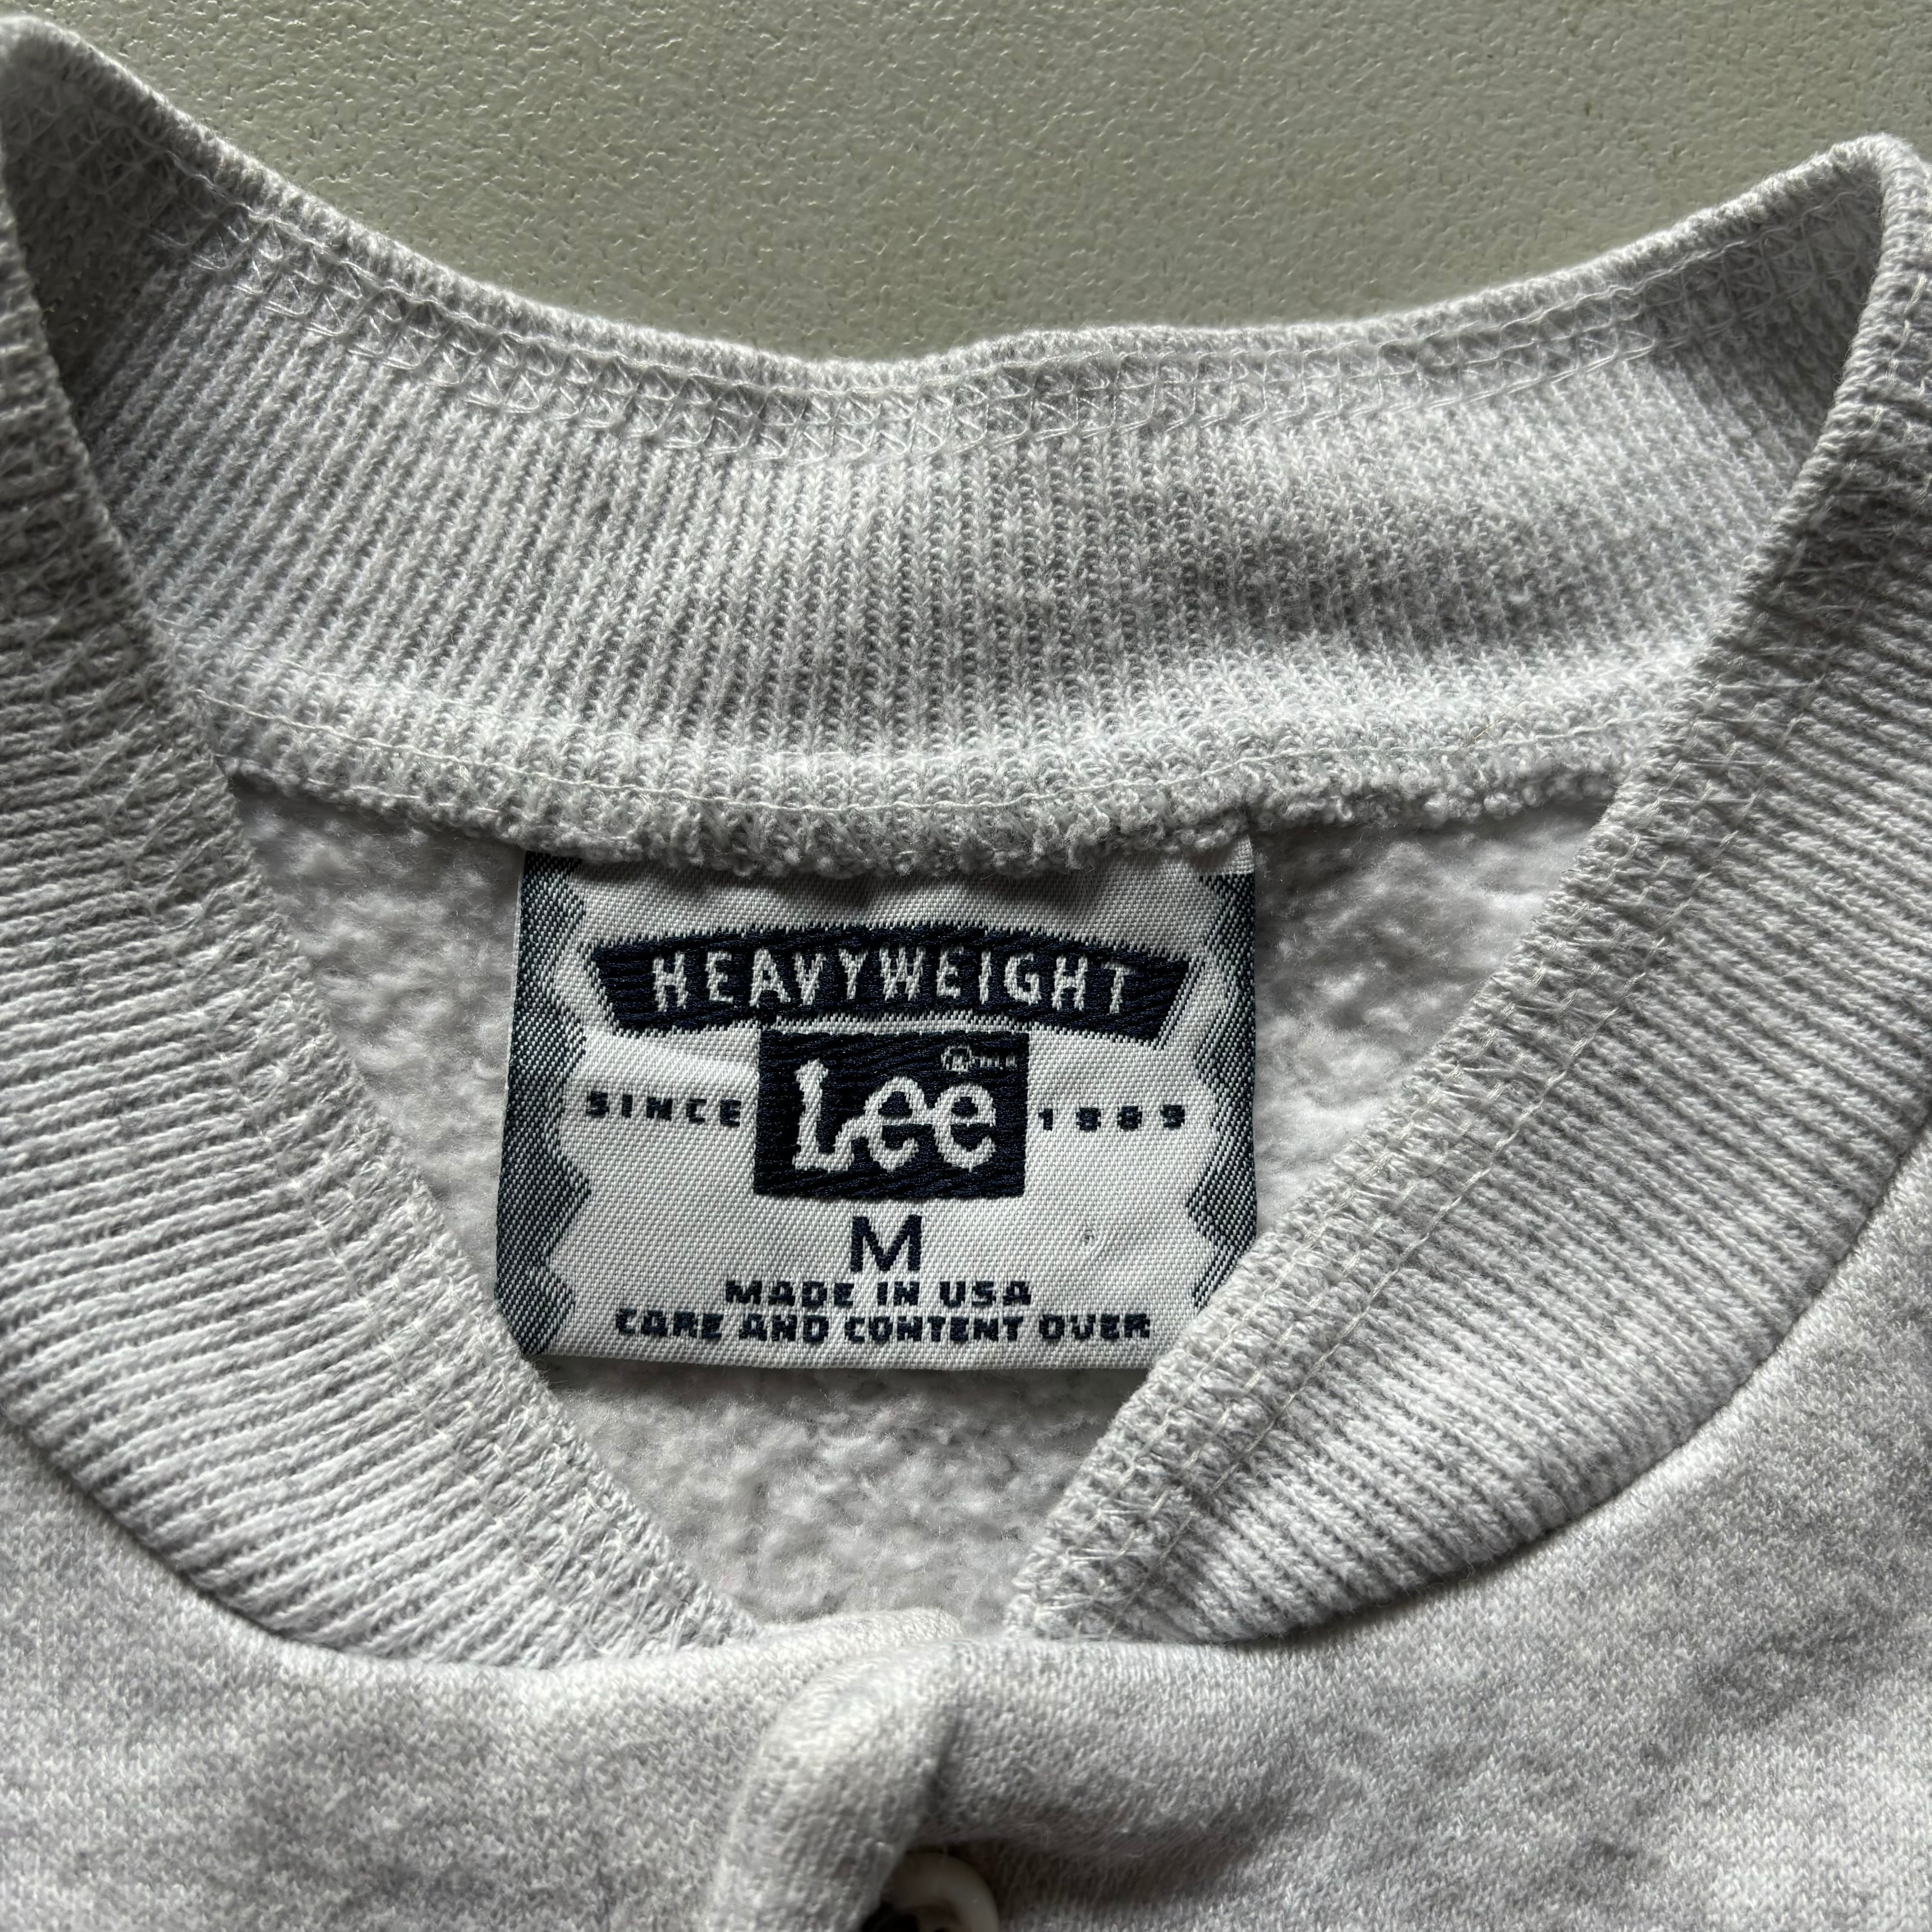 HEAVYWEIGHT
Lee ®
SINCE 1889
M
MADE IN USA
CARE AND CONTENT OVER